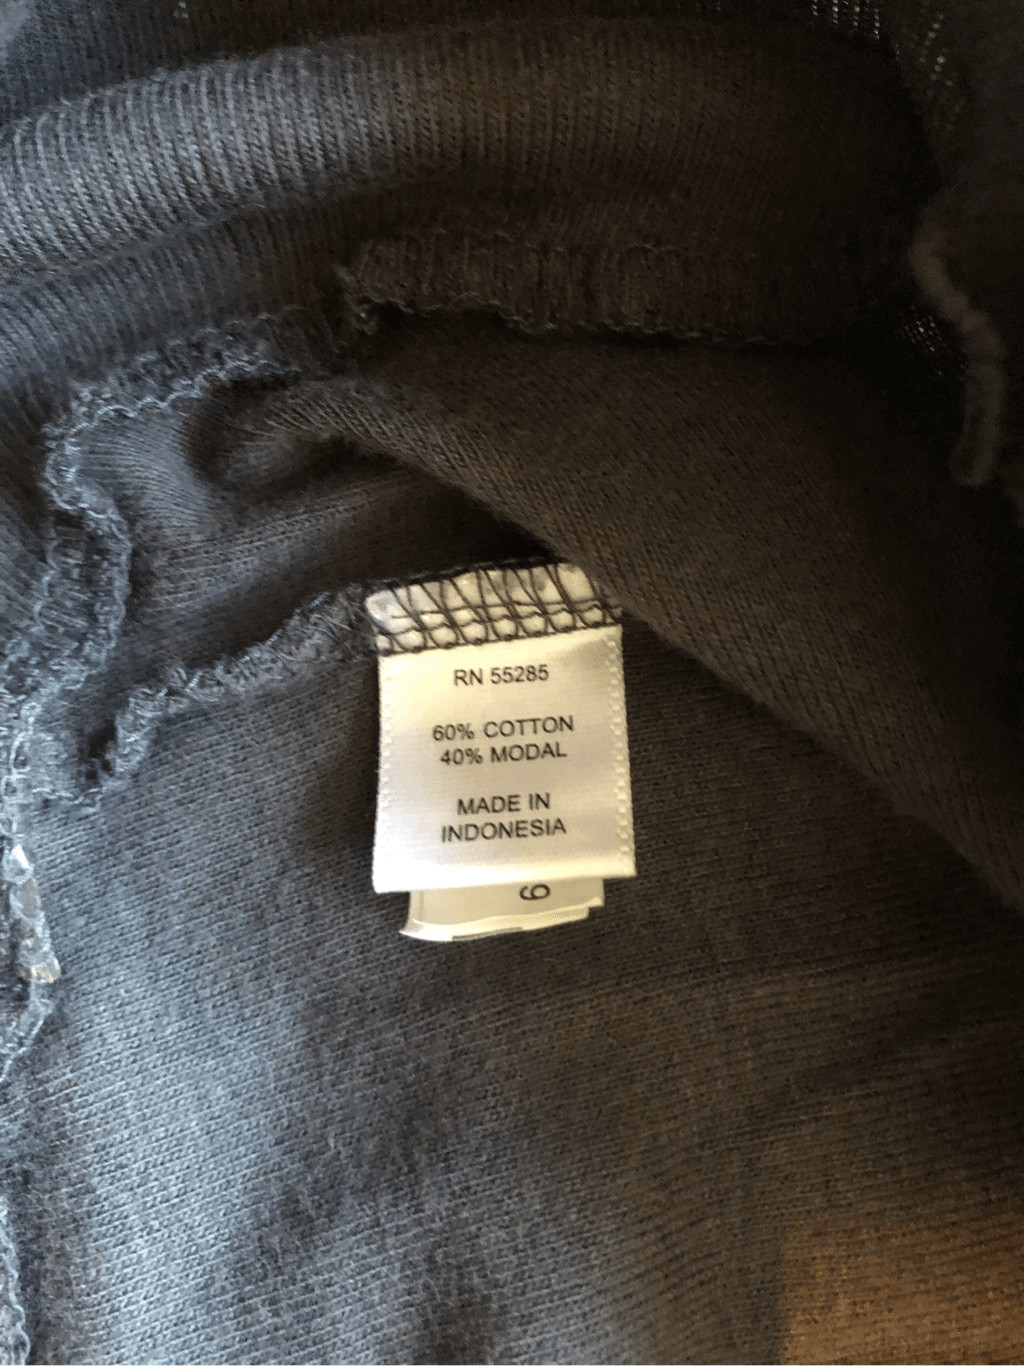 RN 55285
60% COTTON
40% MODAL
MADE IN
INDONESIA